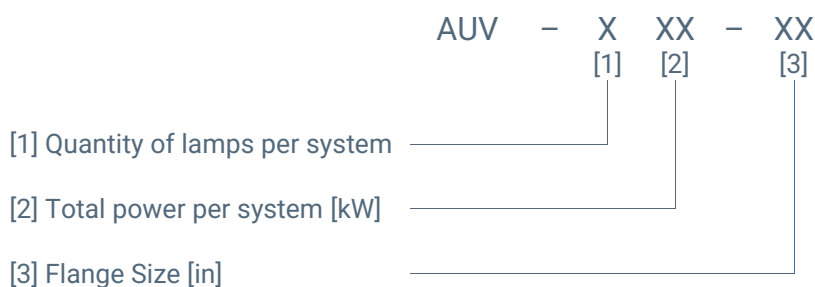 AUV – X XX – XX
[1] [2] [3]
[1] Quantity of lamps per system
[2] Total power per system [kW]
[3] Flange Size [in]